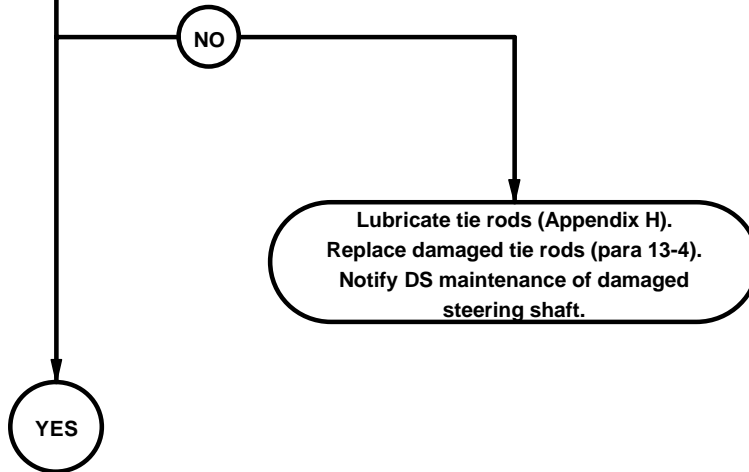 NO
Lubricate tie rods (Appendix H).
Replace damaged tie rods (para 13-4).
Notify DS maintenance of damaged
steering shaft.
YES